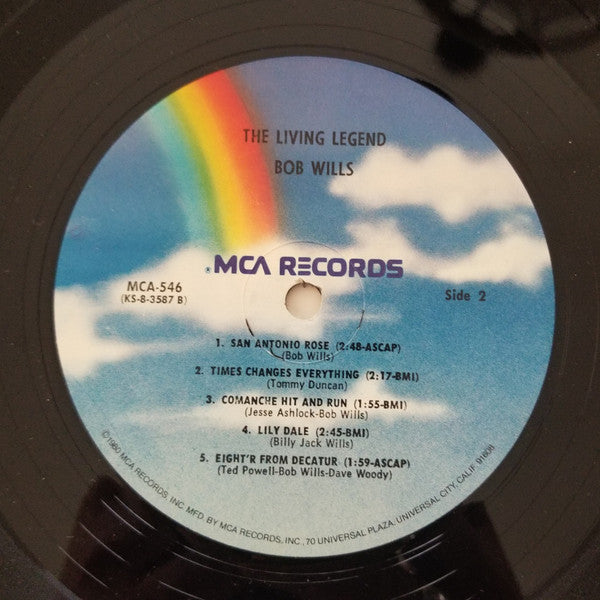 THE LIVING LEGEND
BOB WILLS
®MCA RECORDS
MCA-546
(KS-8-3587 B)
Side 2
1. SAN ANTONIO ROSE (2:48-ASCAP)
(Bob Wills)
2. TIMES CHANGES EVERYTHING (2:17-BMI)
(Tommy Duncan)
3. COMANCHE HIT AND RUN (1:55-BMI)
(Jesse Ashlock-Bob Wills)
4. LILY DALE (2:45-BMI)
(Billy Jack Wills)
5. EIGHT'R FROM DECATUR (1:59-ASCAP)
(Ted Powell-Bob Wills-Dave Woody)
©1980 MCA RECORDS, INC. MFD. BY MCA RECORDS, INC., 70 UNIVERSAL PLAZA, UNIVERSAL CITY, CALIF. 91608